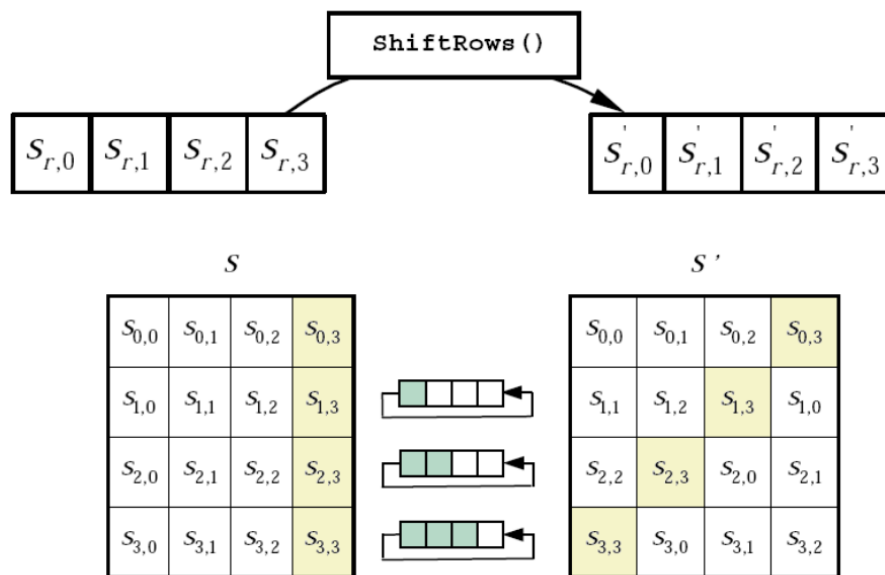 ShiftRows()
S_{r,0} S_{r,1} S_{r,2} S_{r,3} S'_{r,0} S'_{r,1} S'_{r,2} S'_{r,3}
S S'
S_{0,0} S_{0,1} S_{0,2} S_{0,3} S_{0,0} S_{0,1} S_{0,2} S_{0,3}
S_{1,0} S_{1,1} S_{1,2} S_{1,3} S_{1,1} S_{1,2} S_{1,3} S_{1,0}
S_{2,0} S_{2,1} S_{2,2} S_{2,3} S_{2,2} S_{2,3} S_{2,0} S_{2,1}
S_{3,0} S_{3,1} S_{3,2} S_{3,3} S_{3,3} S_{3,0} S_{3,1} S_{3,2}